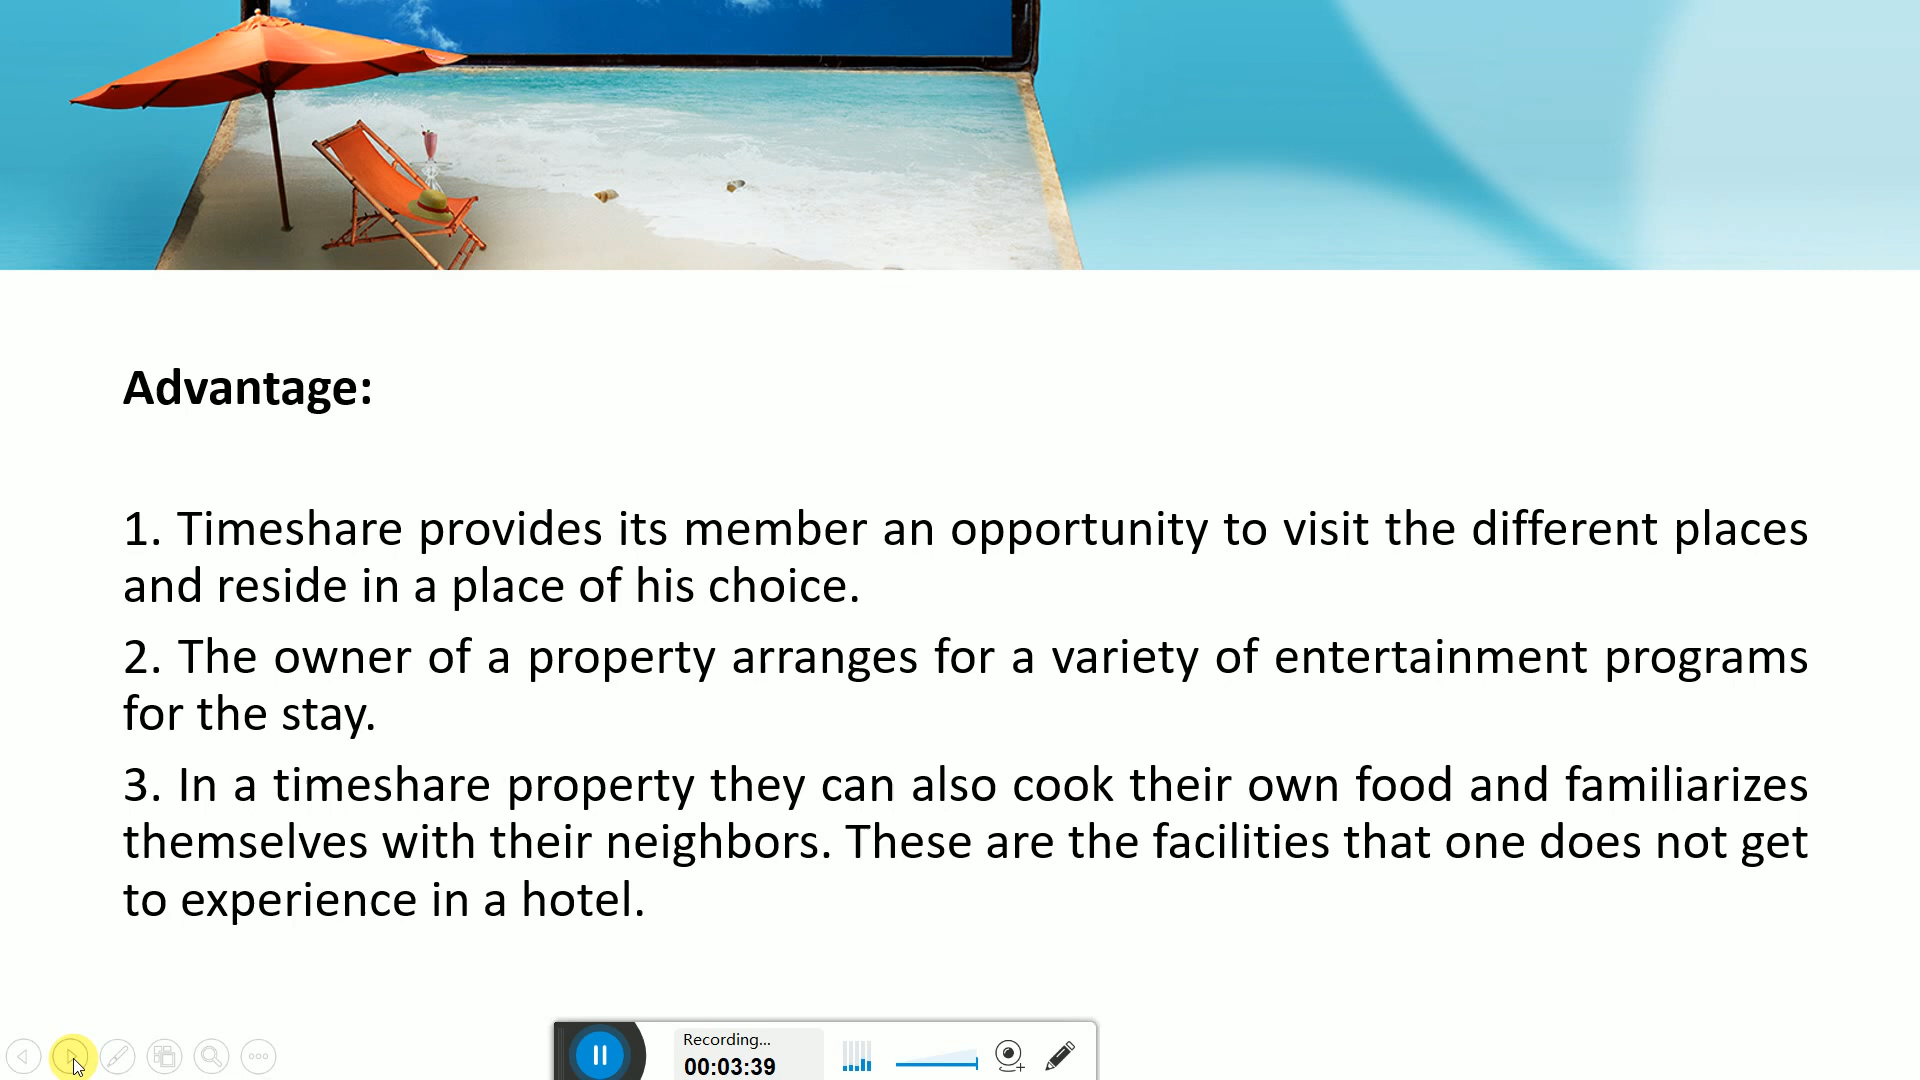 Advantage:
1. Timeshare provides its member an opportunity to visit the different places
and reside in a place of his choice.
2. The owner of a property arranges for a variety of entertainment programs
for the stay.
3. In a timeshare property they can also cook their own food and familiarizes
themselves with their neighbors. These are the facilities that one does not get
to experience in a hotel.
Recording...
00:03:39